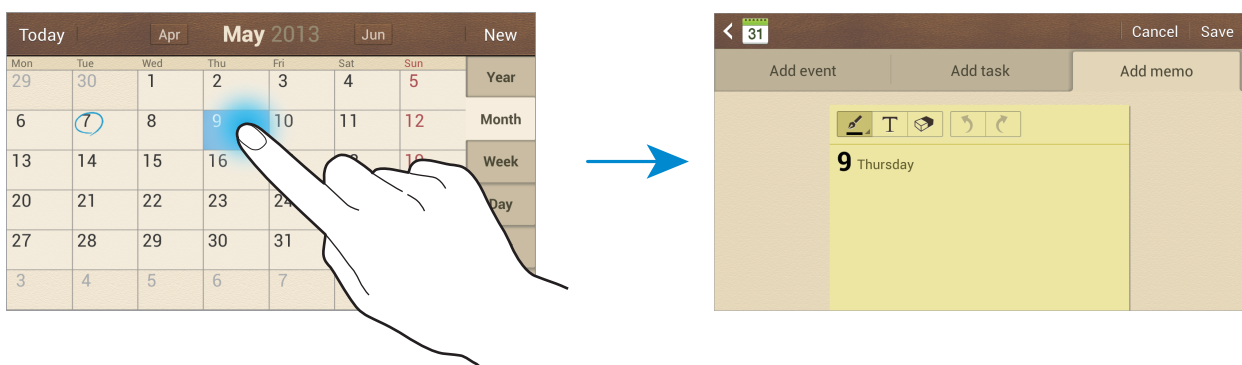 Today Apr May 2013 Jun New
Mon Tue Wed Thu Fri Sat Sun
29 30 1 2 3 4 5
Year
6 7 8 9 10 11 12
Month
13 14 15 16
Week
20 21 22 23 24
Day
27 28 29 30 31
3 4 5 6 7
31 Cancel Save
Add event Add task Add memo
T
9 Thursday